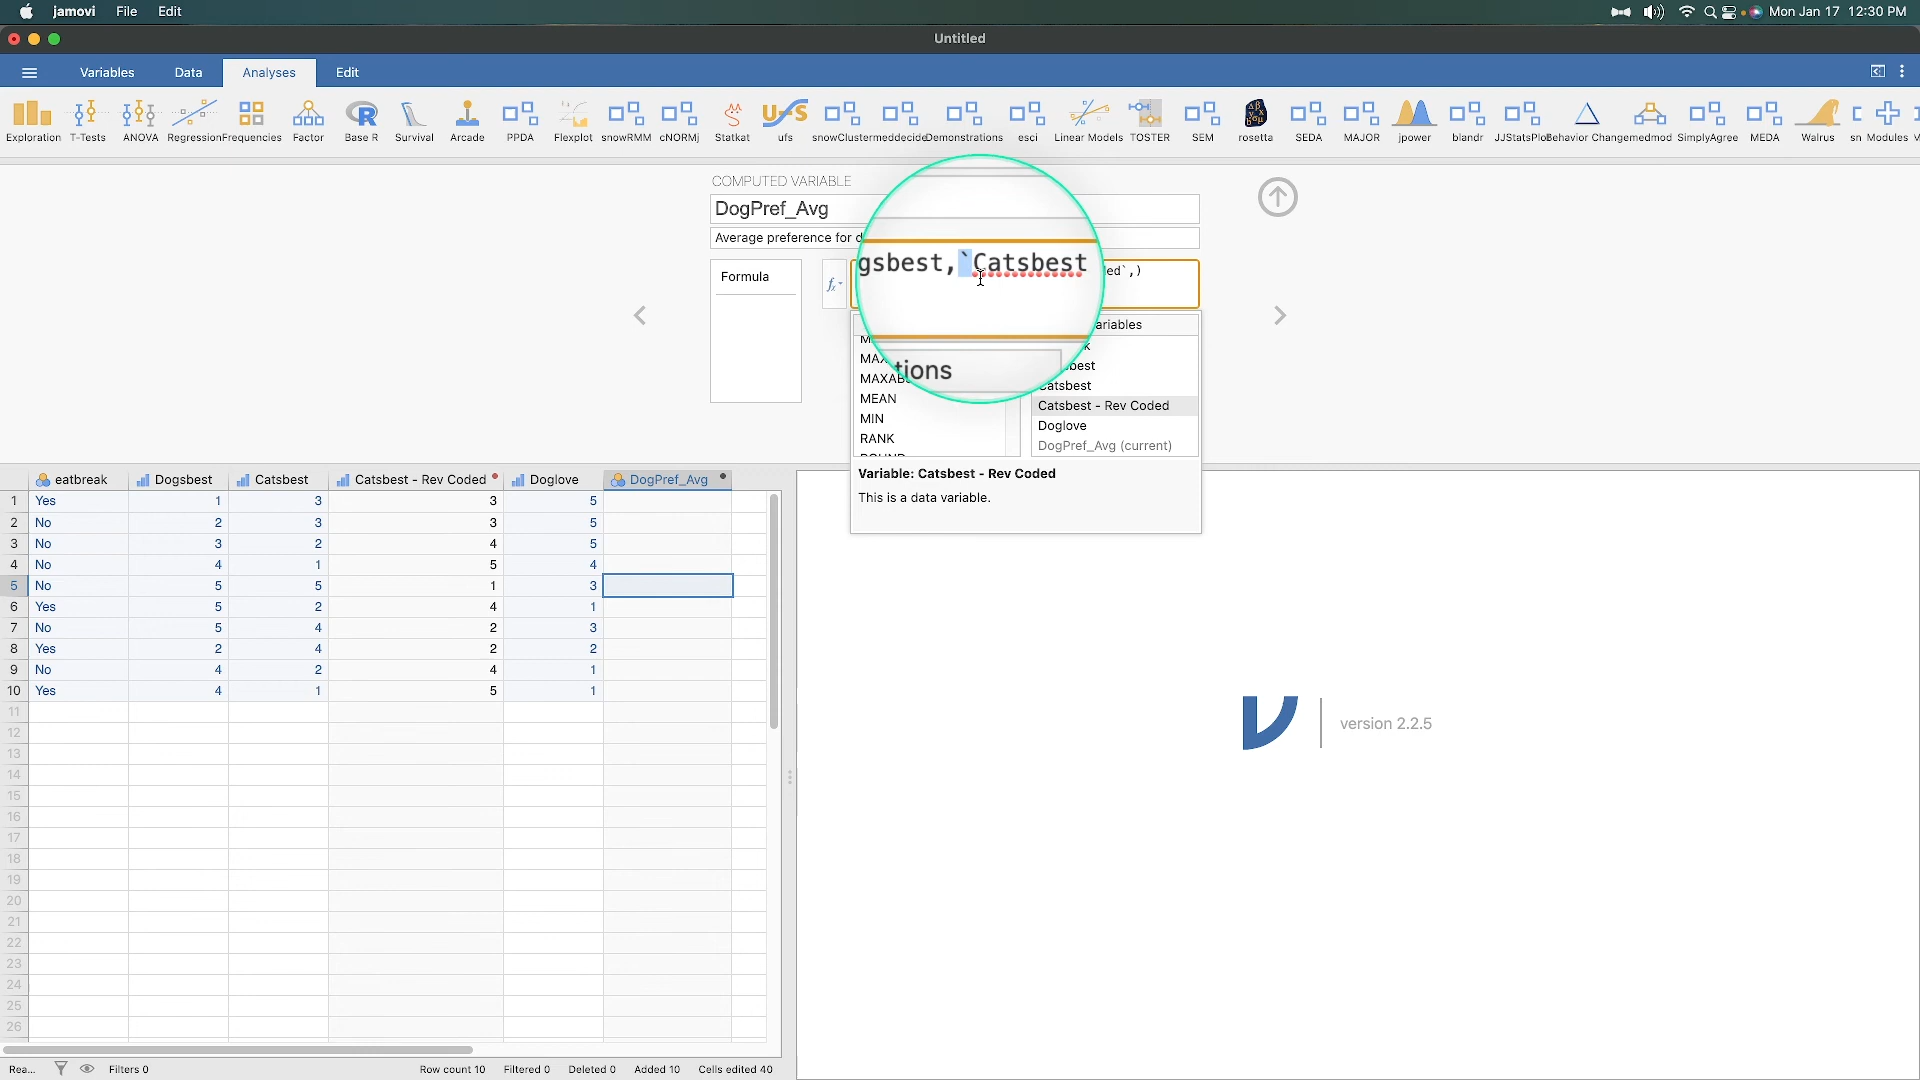 jamovi File Edit Mon Jan 17 12:30 PM
Untitled
Variables Data Analyses Edit
Exploration T-Tests ANOVA Regression Frequencies Factor Base R Survival Arcade PPDA Flexplot snowRMM cNORMj Statkat ufs snowCluster meddecide Demonstrations esci Linear Models TOSTER SEM rosetta SEDA MAJOR jpower blandr JJStatsPlo Behavior Change medmod SimplyAgree MEDA Walrus sn Modules
COMPUTED VARIABLE
DogPref_Avg
Average preference for d
Formula
fx
gsbest,`Catsbest
ed`,)
tions
ariables
MAX
MAXAB
MEAN
MIN
RANK
best
Catsbest
Catsbest - Rev Coded
Doglove
DogPref_Avg (current)
Variable: Catsbest - Rev Coded
This is a data variable.
eatbreak Dogsbest Catsbest Catsbest - Rev Coded Doglove DogPref_Avg
1 Yes 1 3 3 5
2 No 2 3 3 5
3 No 3 2 4 5
4 No 4 1 5 4
5 No 5 5 1 3
6 Yes 5 2 4 1
7 No 5 4 2 3
8 Yes 2 4 2 2
9 No 4 2 4 1
10 Yes 4 1 5 1
11
12
13
14
15
16
17
18
19
20
21
22
23
24
25
26
version 2.2.5
Rea... Filters 0 Row count 10 Filtered 0 Deleted 0 Added 10 Cells edited 40